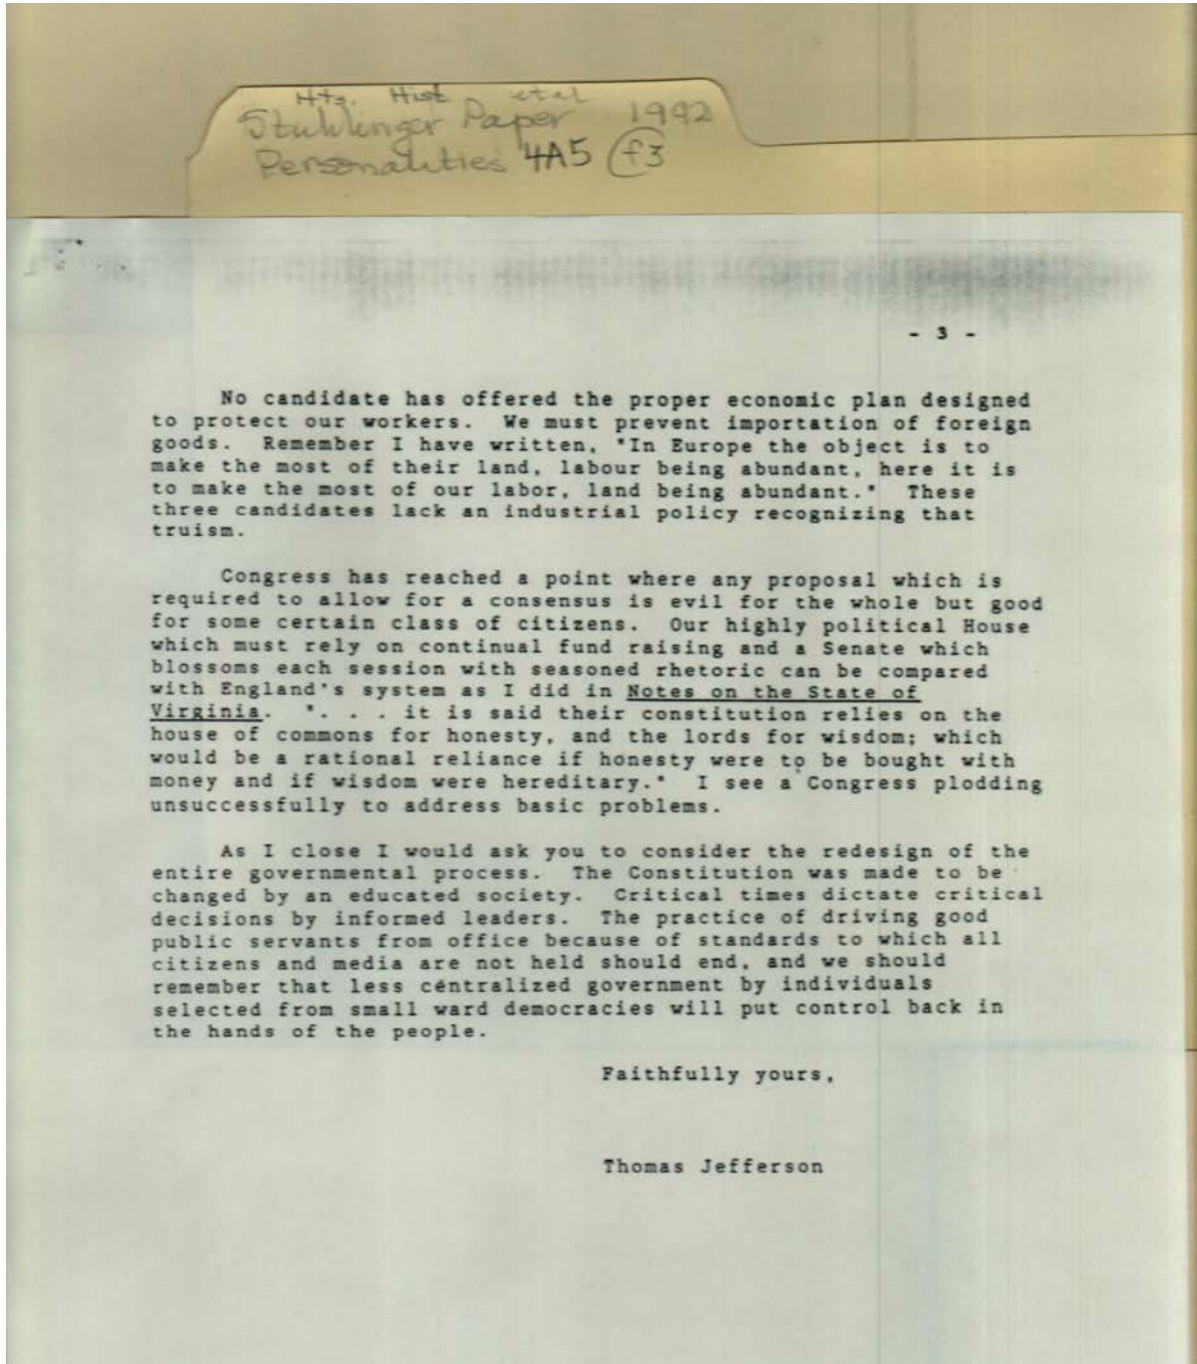 Hts. Hist et al
Stuhlinger Paper 1992
Personalities 4A5 f3
- 3 -
No candidate has offered the proper economic plan designed
to protect our workers. We must prevent importation of foreign
goods. Remember I have written, "In Europe the object is to
make the most of their land, labour being abundant, here it is
to make the most of our labor, land being abundant." These
three candidates lack an industrial policy recognizing that
truism.
Congress has reached a point where any proposal which is
required to allow for a consensus is evil for the whole but good
for some certain class of citizens. Our highly political House
which must rely on continual fund raising and a Senate which
blossoms each session with seasoned rhetoric can be compared
with England's system as I did in Notes on the State of
Virginia. ". . . it is said their constitution relies on the
house of commons for honesty, and the lords for wisdom; which
would be a rational reliance if honesty were to be bought with
money and if wisdom were hereditary." I see a Congress plodding
unsuccessfully to address basic problems.
As I close I would ask you to consider the redesign of the
entire governmental process. The Constitution was made to be
changed by an educated society. Critical times dictate critical
decisions by informed leaders. The practice of driving good
public servants from office because of standards to which all
citizens and media are not held should end, and we should
remember that less centralized government by individuals
selected from small ward democracies will put control back in
the hands of the people.
Faithfully yours,
Thomas Jefferson